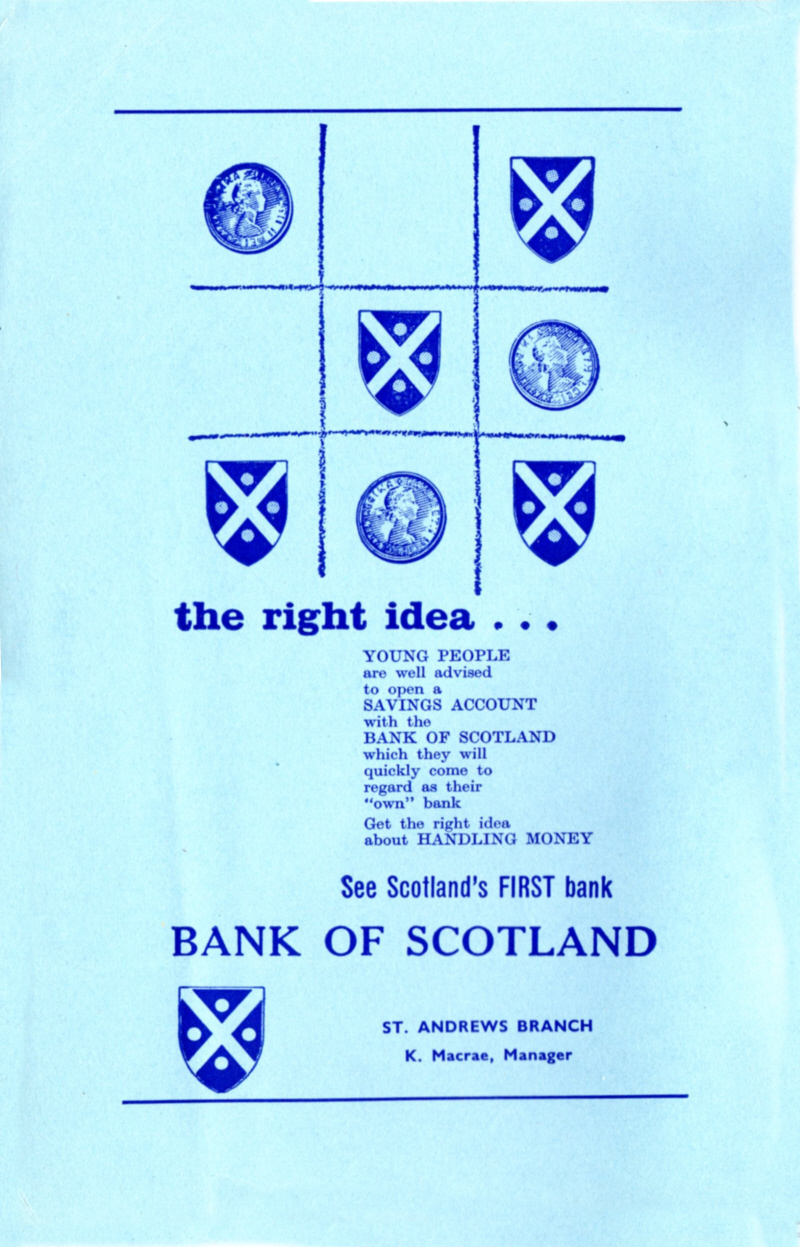 the right idea . . .
YOUNG PEOPLE
are well advised
to open a
SAVINGS ACCOUNT
with the
BANK OF SCOTLAND
which they will
quickly come to
regard as their
“own” bank
Get the right idea
about HANDLING MONEY
See Scotland's FIRST bank
BANK OF SCOTLAND
ST. ANDREWS BRANCH
K. Macrae, Manager